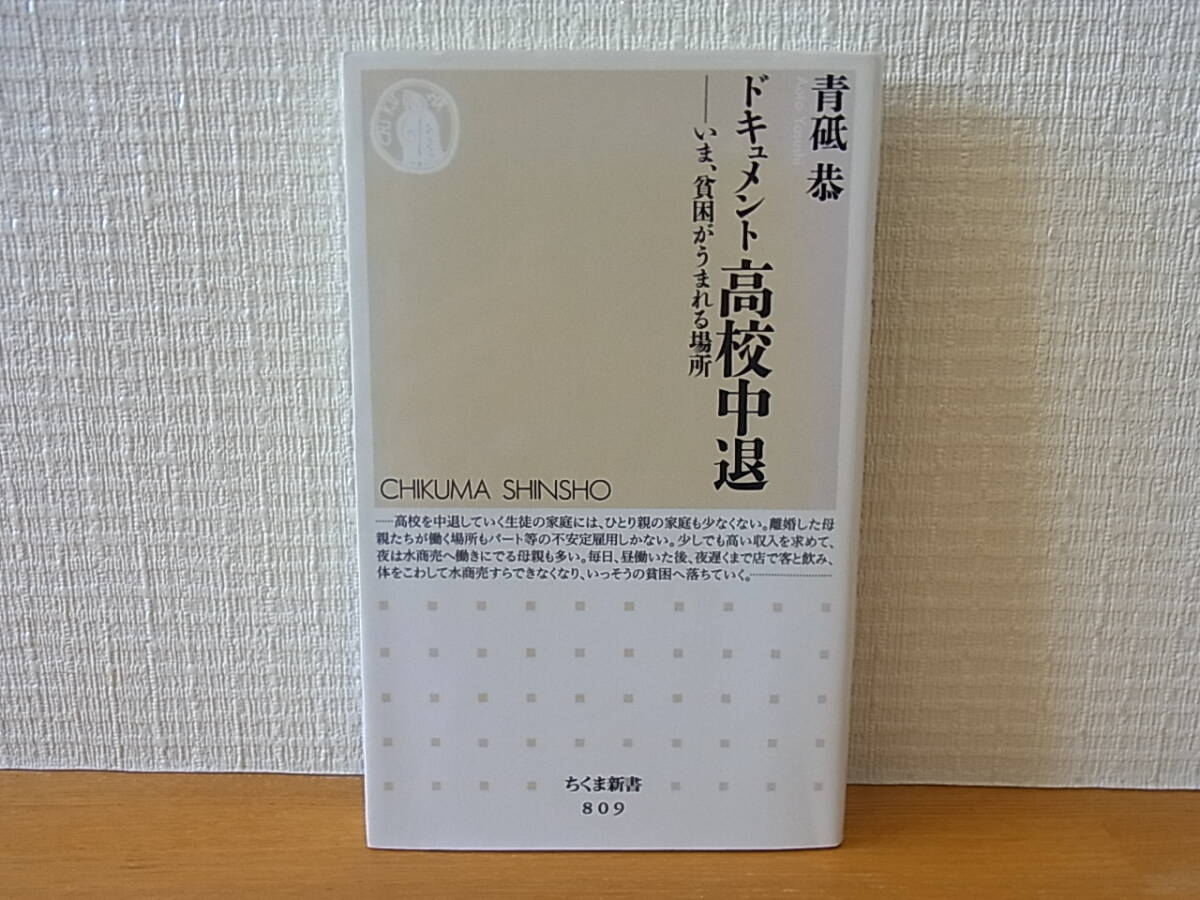 青砥 恭
Aoto Yasushi
ドキュメント 高校中退
――いま、貧困がうまれる場所
CHIKUMA SHINSHO
……高校を中退していく生徒の家庭には、ひとり親の家庭も少なくない。離婚した母
親たちが働く場所もパート等の不安定雇用しかない。少しでも高い収入を求めて、
夜は水商売へ働きにでる母親も多い。毎日、昼働いた後、夜遅くまで店で客と飲み、
体をこわして水商売すらできなくなり、いっそうの貧困へ落ちていく。……………
ちくま新書
809